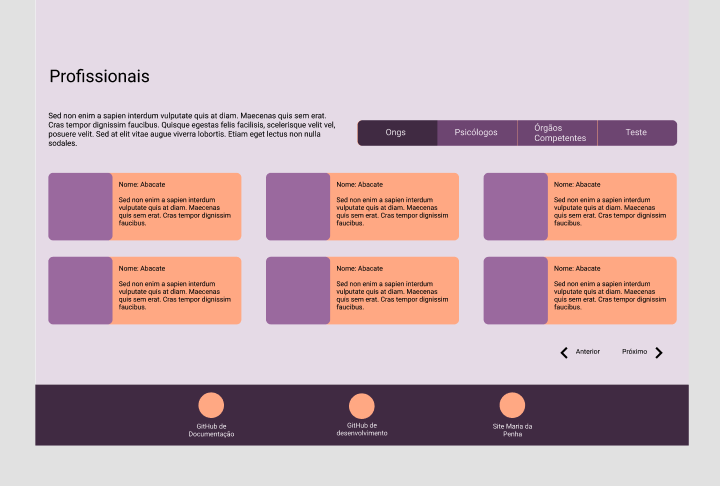 Profissionais
Sed non enim a sapien interdum vulputate quis at diam. Maecenas quis sem erat.
Cras tempor dignissim faucibus. Quisque egestas felis facilisis, scelerisque velit vel,
posuere velit. Sed at elit vitae augue viverra lobortis. Etiam eget lectus non nulla
sodales.
Ongs
Psicólogos
Órgãos
Competentes
Teste
Nome: Abacate
Sed non enim a sapien interdum
vulputate quis at diam. Maecenas
quis sem erat. Cras tempor dignissim
faucibus.
Nome: Abacate
Sed non enim a sapien interdum
vulputate quis at diam. Maecenas
quis sem erat. Cras tempor dignissim
faucibus.
Nome: Abacate
Sed non enim a sapien interdum
vulputate quis at diam. Maecenas
quis sem erat. Cras tempor dignissim
faucibus.
Nome: Abacate
Sed non enim a sapien interdum
vulputate quis at diam. Maecenas
quis sem erat. Cras tempor dignissim
faucibus.
Nome: Abacate
Sed non enim a sapien interdum
vulputate quis at diam. Maecenas
quis sem erat. Cras tempor dignissim
faucibus.
Nome: Abacate
Sed non enim a sapien interdum
vulputate quis at diam. Maecenas
quis sem erat. Cras tempor dignissim
faucibus.
Anterior
Próximo
GitHub de
Documentação
GitHub de
desenvolvimento
Site Maria da
Penha